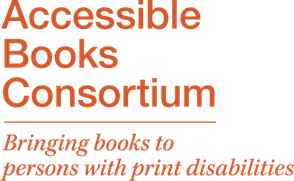 Accessible
Books
Consortium
Bringing books to
persons with print disabilities